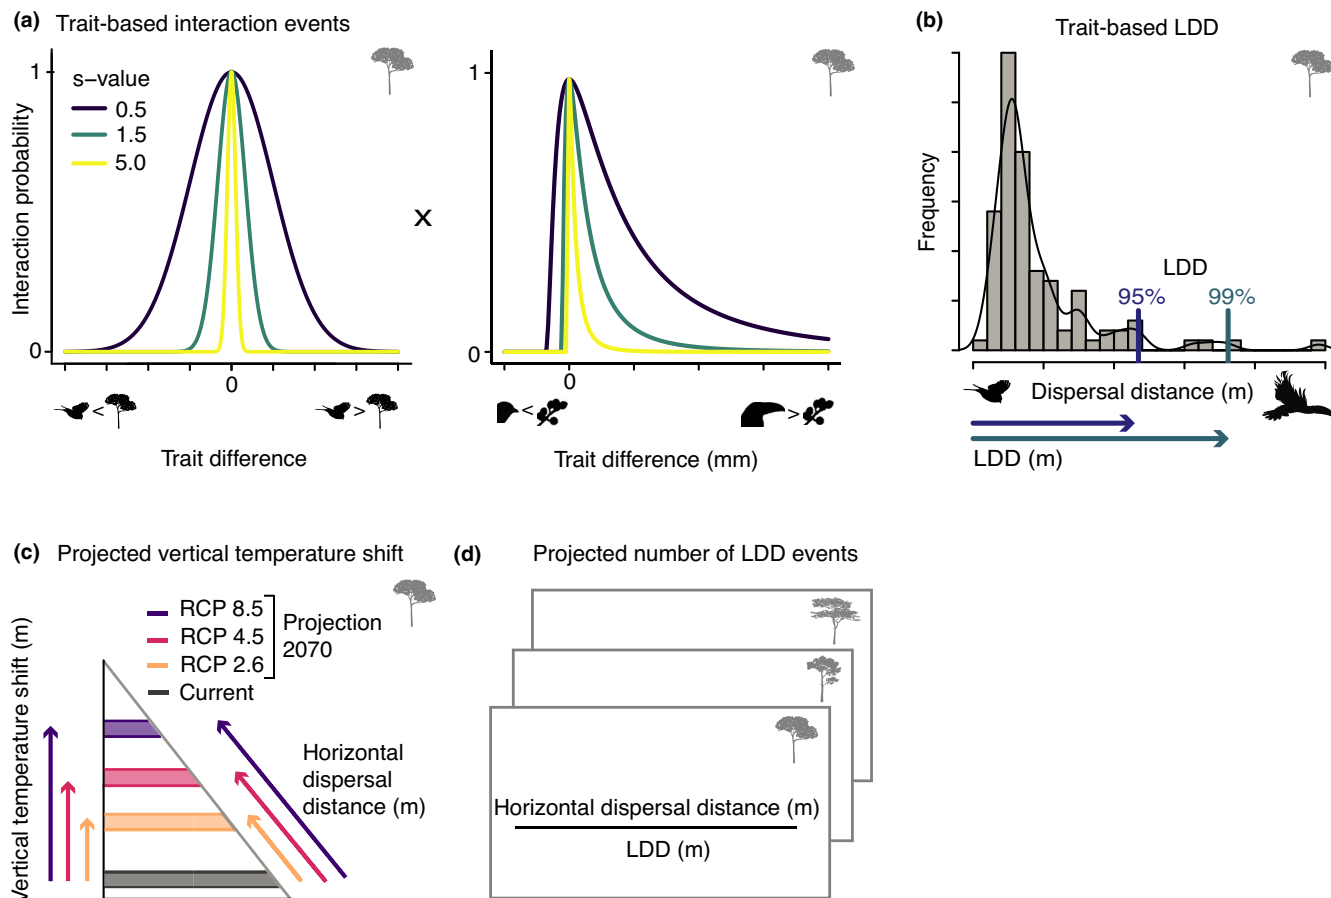 (a) Trait-based interaction events
Interaction probability
1
0
s-value
0.5
1.5
5.0
0
<
>
Trait difference
x
1
1
0
<
>
Trait difference (mm)
(b)
Trait-based LDD
Frequency
LDD
95%
99%
Dispersal distance (m)
LDD (m)
(c) Projected vertical temperature shift
Vertical temperature shift (m)
RCP 8.5
RCP 4.5
RCP 2.6
Current
Projection
2070
Horizontal
dispersal
distance (m)
(d)
Projected number of LDD events
Horizontal dispersal distance (m)
LDD (m)